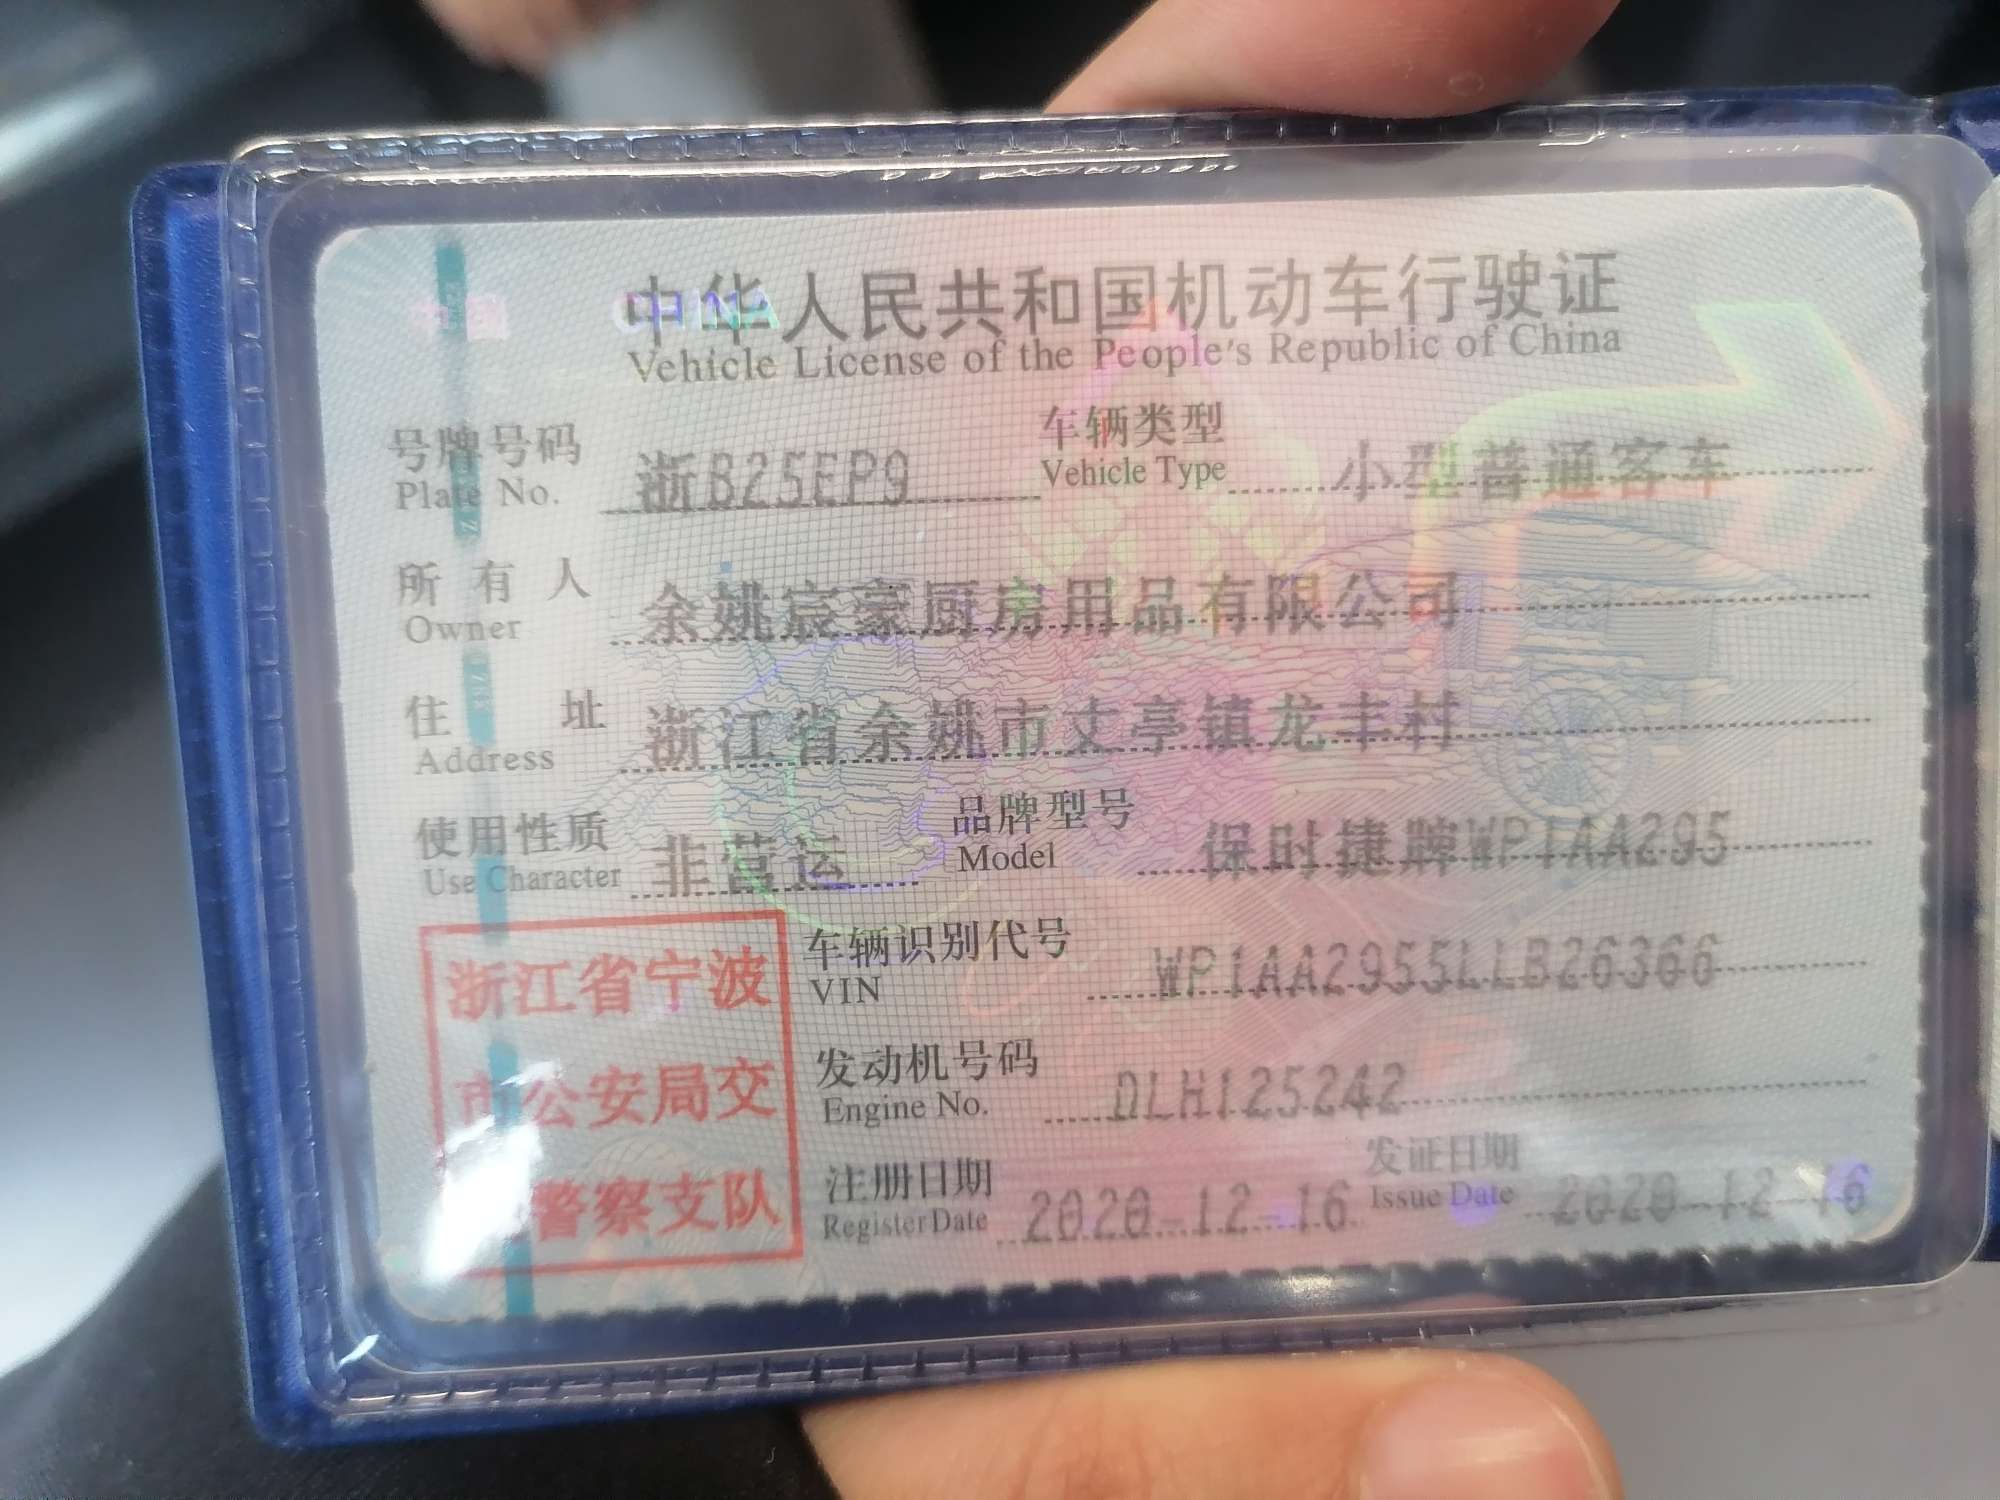 中国 CHINA
中华人民共和国机动车行驶证
Vehicle License of the People's Republic of China
号牌号码 Plate No. 浙B25EP9 车辆类型 Vehicle Type 小型普通客车
所有人 Owner 余姚宸豪厨房用品有限公司
住址 Address 浙江省余姚市丈亭镇龙丰村
使用性质 Use Character 非营运 品牌型号 Model 保时捷牌WP1AA295
车辆识别代号 VIN WP1AA2955LLB26366
发动机号码 Engine No. DLH125242
注册日期 Register Date 2020-12-16 发证日期 Issue Date 2020-12-16
浙江省宁波
市公安局交
警察支队